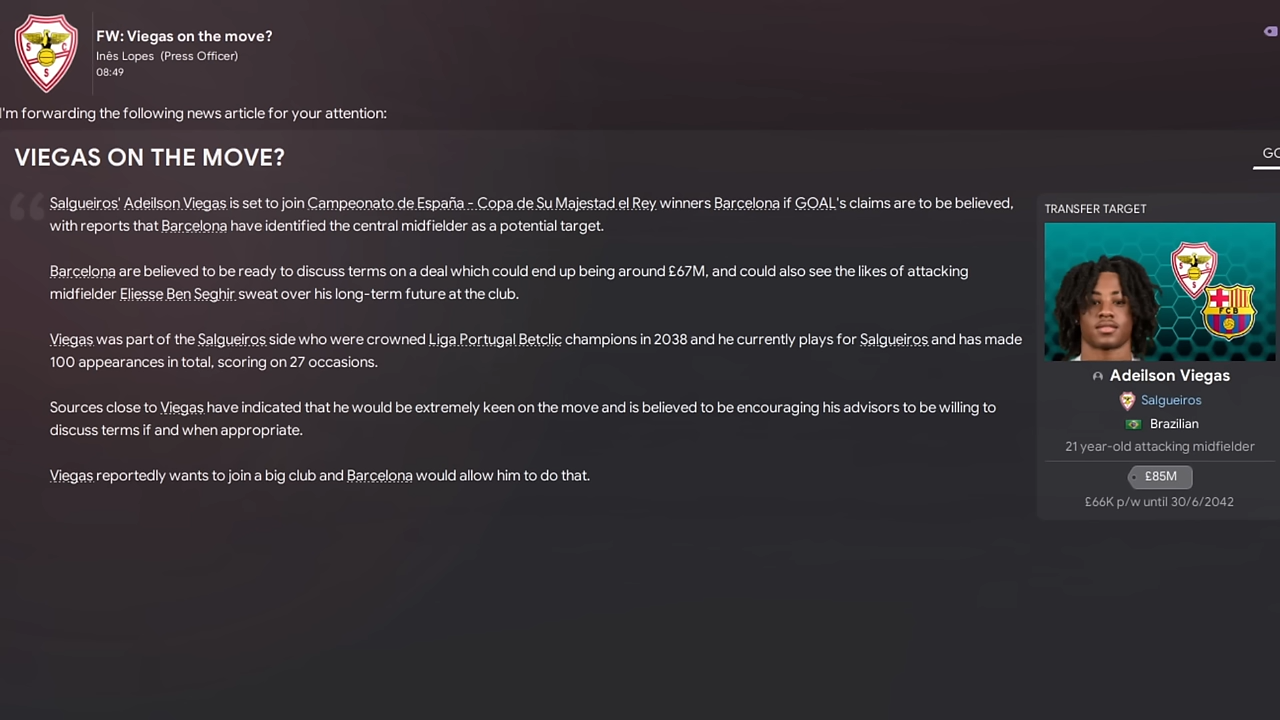 FW: Viegas on the move?
Inês Lopes (Press Officer)
08:49
I'm forwarding the following news article for your attention:
VIEGAS ON THE MOVE?
GO
Salgueiros' Adeilson Viegas is set to join Campeonato de España - Copa de Su Majestad el Rey winners Barcelona if GOAL's claims are to be believed,
with reports that Barcelona have identified the central midfielder as a potential target.
Barcelona are believed to be ready to discuss terms on a deal which could end up being around £67M, and could also see the likes of attacking
midfielder Eliesse Ben Seghir sweat over his long-term future at the club.
Viegas was part of the Salgueiros side who were crowned Liga Portugal Betclic champions in 2038 and he currently plays for Salgueiros and has made
100 appearances in total, scoring on 27 occasions.
Sources close to Viegas have indicated that he would be extremely keen on the move and is believed to be encouraging his advisors to be willing to
discuss terms if and when appropriate.
Viegas reportedly wants to join a big club and Barcelona would allow him to do that.
TRANSFER TARGET
Adeilson Viegas
Salgueiros
Brazilian
21 year-old attacking midfielder
£85M
£66K p/w until 30/6/2042